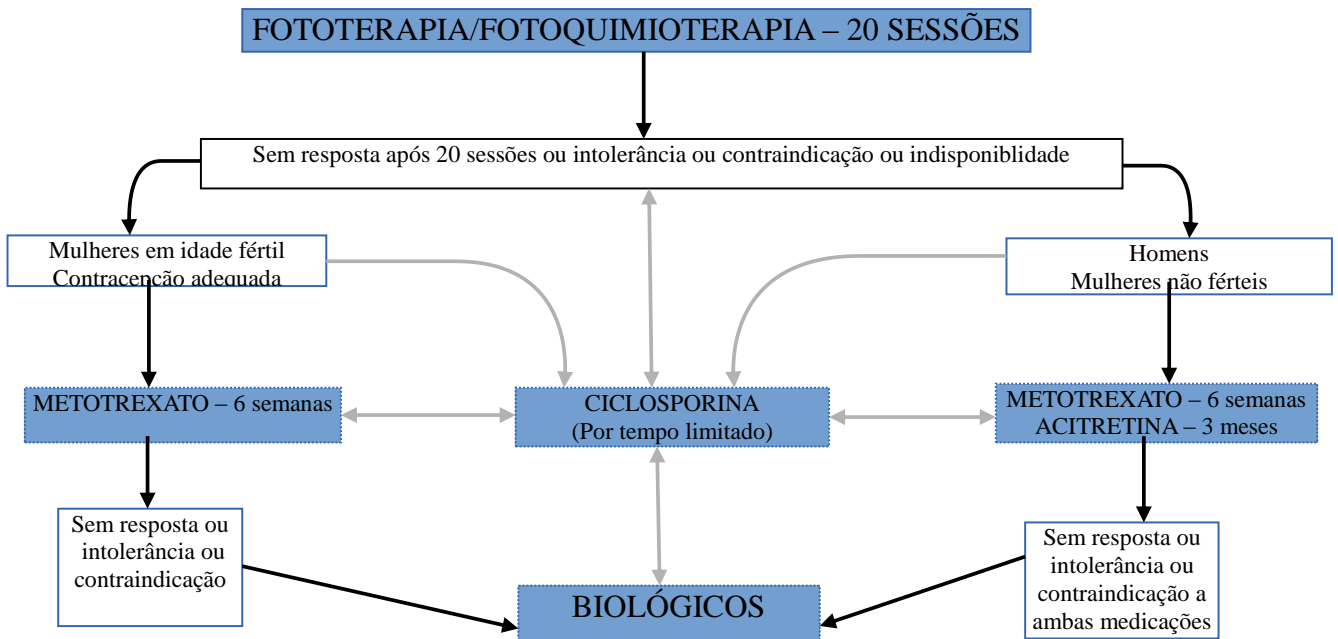 FOTOTERAPIA/FOTOQUIMIOTERAPIA – 20 SESSÕES
Sem resposta após 20 sessões ou intolerância ou contraindicação ou indisponiblidade
Mulheres em idade fértil
Contracenção adequada
Homens
Mulheres não férteis
METOTREXATO – 6 semanas
CICLOSPORINA
(Por tempo limitado)
METOTREXATO – 6 semanas
ACITRETINA – 3 meses
Sem resposta ou
intolerância ou
contraindicação
Sem resposta ou
intolerância ou
contraindicação a
ambas medicações
BIOLÓGICOS